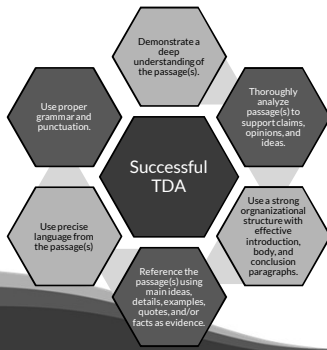 Demonstrate a
deep
understanding of
the passage(s).
Thoroughly
analyze
passage(s) to
support claims,
opinions, and
ideas.
Use a strong
orgnanizational
structure with
effective
introduction,
body, and
conclusion
paragraphs.
Reference the
passage(s) using
main ideas,
details, examples,
quotes, and/or
facts as evidence.
Use precise
language from
the passage(s)
Use proper
grammar and
punctuation.
Successful
TDA